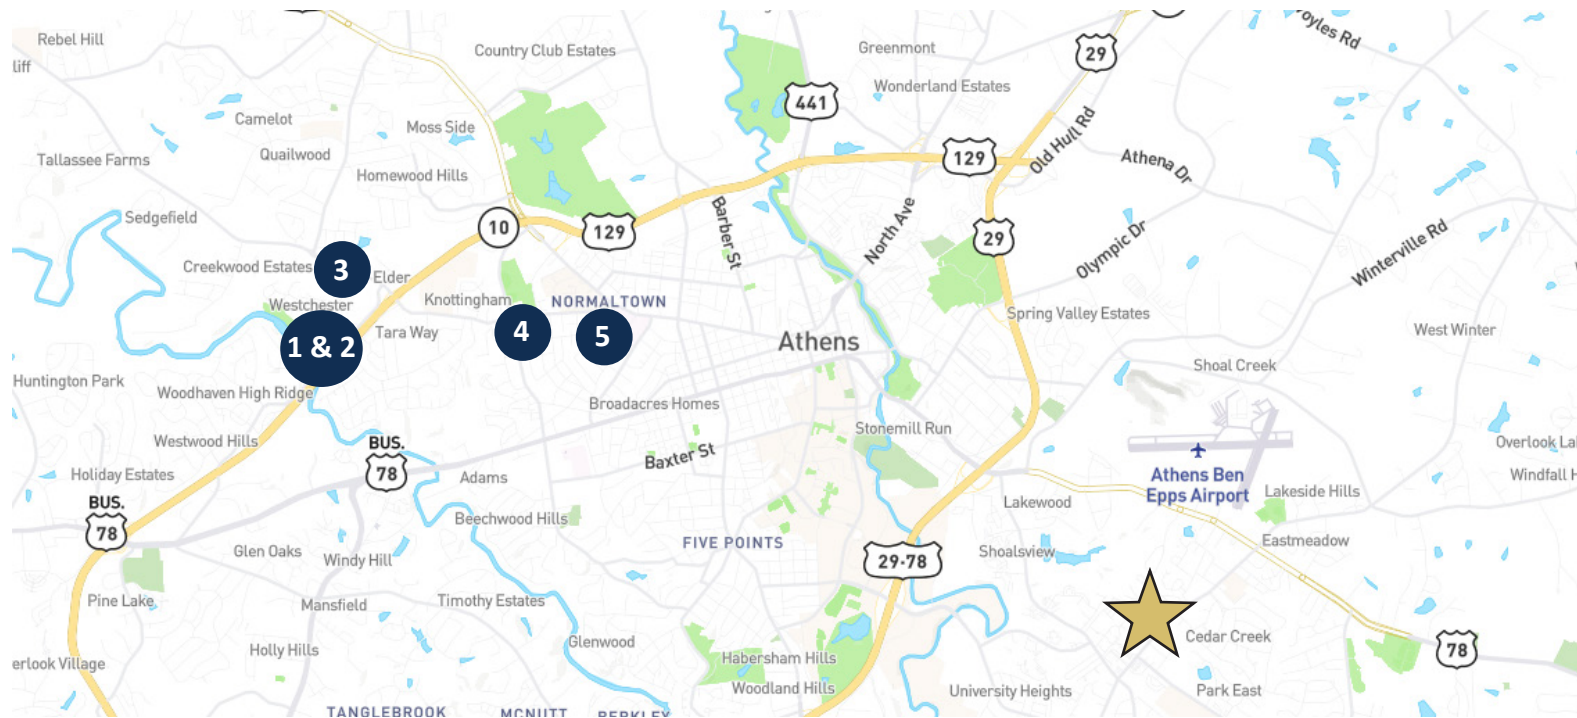 Rebel Hill
liff
Country Club Estates
Greenmont
oyles Rd
29
Wonderland Estates
441
Camelot
Moss Side
Old Hull Rd
Quailwood
Tallassee Farms
129
Athena Dr
Homewood Hills
Sedgefield
10
129
Barber St
North Ave
29
Olympic Dr
Winterville Rd
Creekwood Estates
3
Elder
Knottingham
NORMALTOWN
Westchester
Spring Valley Estates
1 & 2
Tara Way
4
5
Athens
West Winter
Shoal Creek
Huntington Park
Woodhaven High Ridge
Broadacres Homes
Stonemill Run
Westwood Hills
BUS.
78
Baxter St
Overlook La
Holiday Estates
Adams
Athens Ben
Epps Airport
Windfall H
Lakeside Hills
BUS.
78
Lakewood
Beechwood Hills
FIVE POINTS
Eastmeadow
Glen Oaks
Windy Hill
29-78
Shoalsview
Pine Lake
Mansfield
Timothy Estates
Glenwood
Cedar Creek
Holly Hills
78
erlook Village
Habersham Hills
Woodland Hills
University Heights
Park East
TANGLEBROOK
MCNUTT
BERKLEY